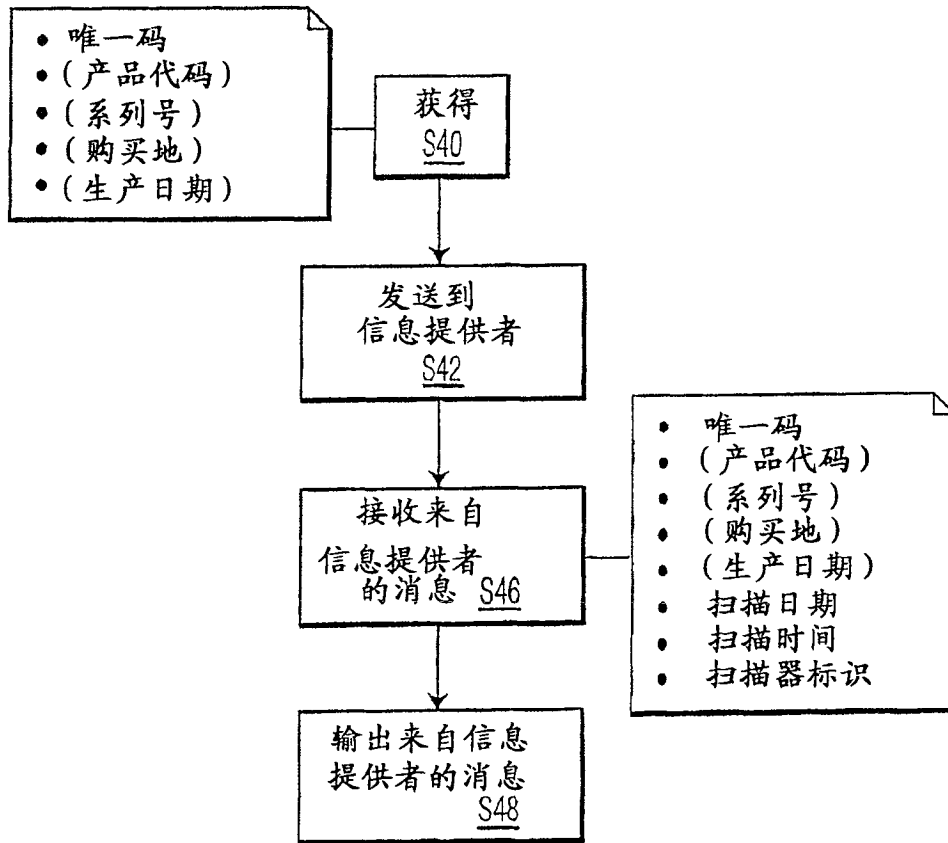 • 唯一码
• (产品代码)
• (系列号)
• (购买地)
• (生产日期)
获得
S40
发送到
信息提供者
S42
接收来自
信息提供者
的消息 S46
• 唯一码
• (产品代码)
• (系列号)
• (购买地)
• (生产日期)
• 扫描日期
• 扫描时间
• 扫描器标识
输出来自信息
提供者的消息
S48